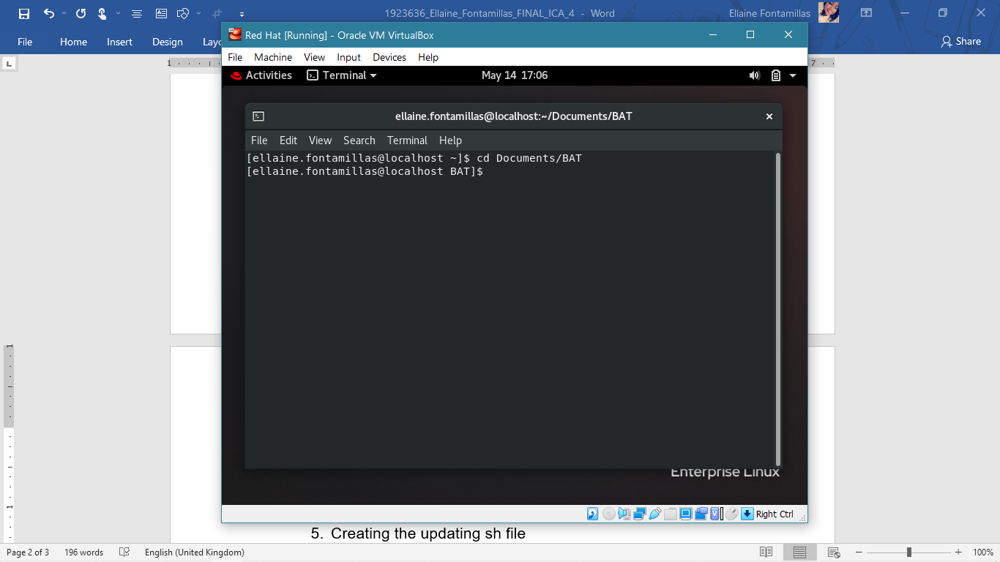 1923636_Ellaine_Fontamillas_FINAL_ICA_4 - Word
Ellaine Fontamillas
File Home Insert Design Share
Red Hat [Running] - Oracle VM VirtualBox
File Machine View Input Devices Help
Activities Terminal May 14 17:06
ellaine.fontamillas@localhost:~/Documents/BAT
File Edit View Search Terminal Help
[ellaine.fontamillas@localhost ~]$ cd Documents/BAT
[ellaine.fontamillas@localhost BAT]$
Enterprise Linux
Right Ctrl
5. Creating the updating sh file
Page 2 of 3 196 words English (United Kingdom) 100%